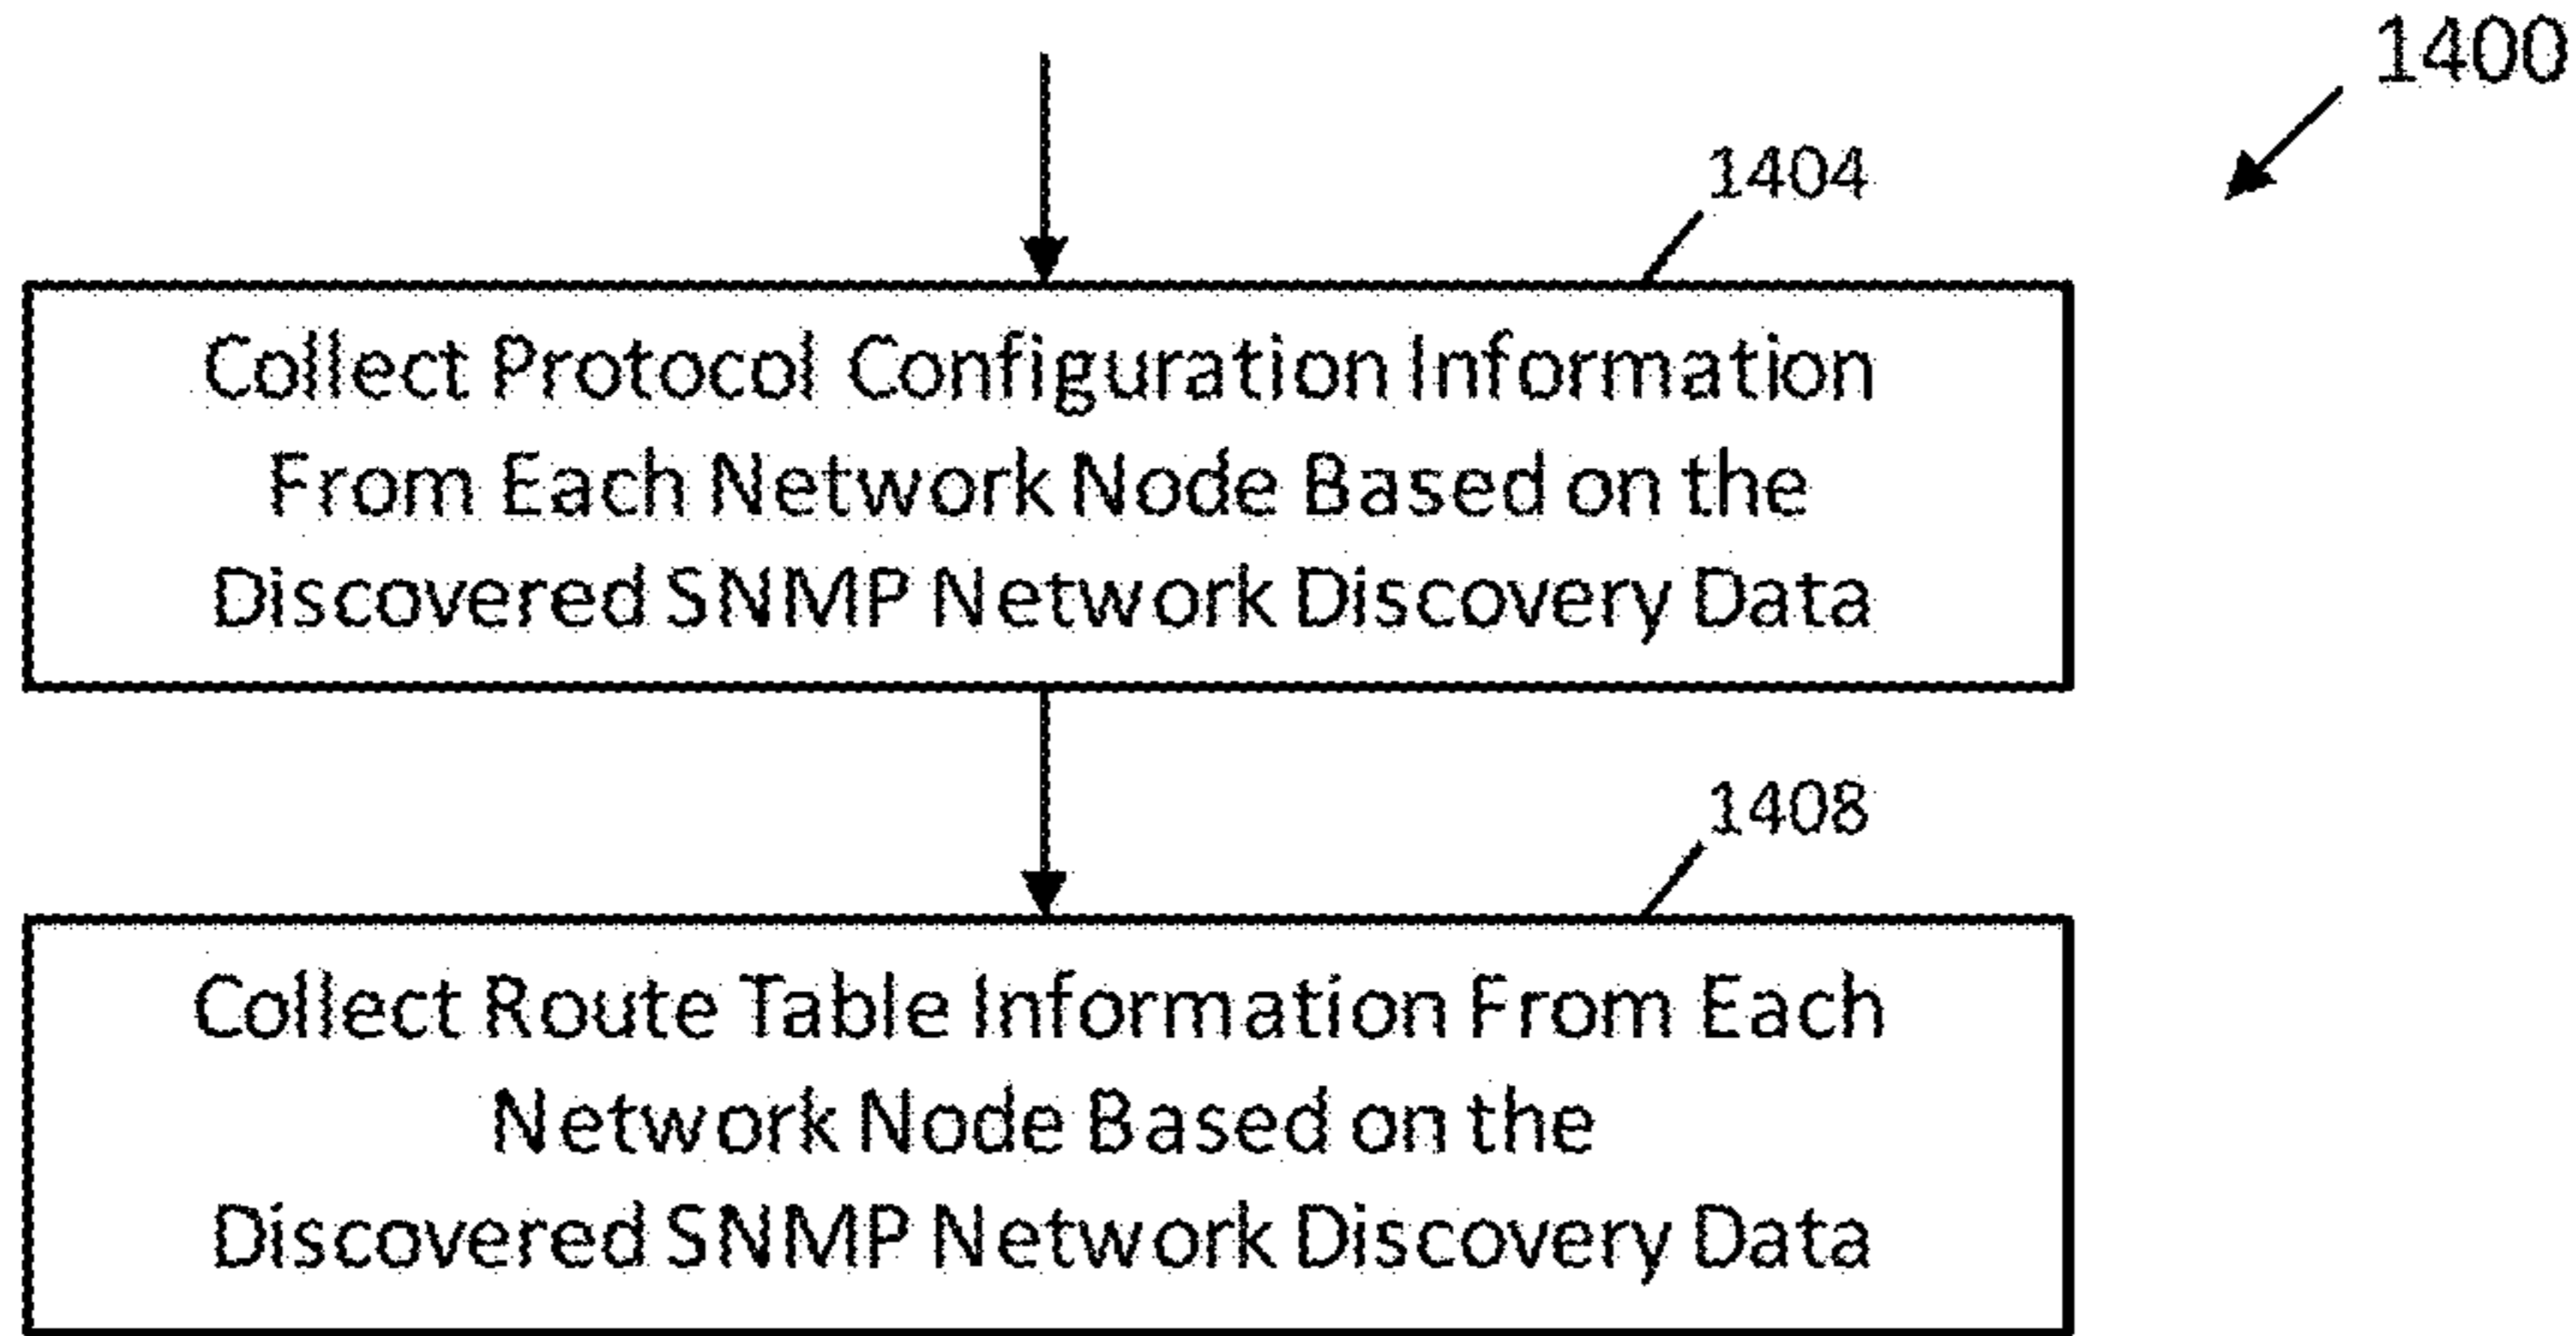 1400
1404
Collect Protocol Configuration Information
From Each Network Node Based on the
Discovered SNMP Network Discovery Data
1408
Collect Route Table Information From Each
Network Node Based on the
Discovered SNMP Network Discovery Data